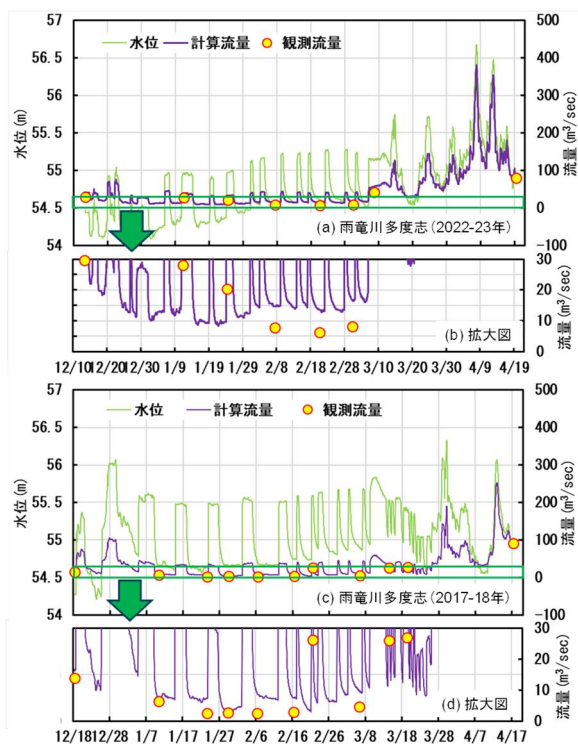 57
56.5
56
55.5
55
54.5
54
水位(m)
水位 計算流量 観測流量
500
400
300
200
100
0
-100
流量(m³/sec)
(a) 雨竜川多度志(2022-23年)
30
20
10
0
流量(m³/sec)
(b) 拡大図
12/10 12/20 12/30 1/9 1/19 1/29 2/8 2/18 2/28 3/10 3/20 3/30 4/9 4/19
57
56.5
56
55.5
55
54.5
54
水位(m)
水位 計算流量 観測流量
500
400
300
200
100
0
-100
流量(m³/sec)
(c) 雨竜川多度志(2017-18年)
30
20
10
0
流量(m³/sec)
(d) 拡大図
12/18 12/28 1/7 1/17 1/27 2/6 2/16 2/26 3/8 3/18 3/28 4/7 4/17